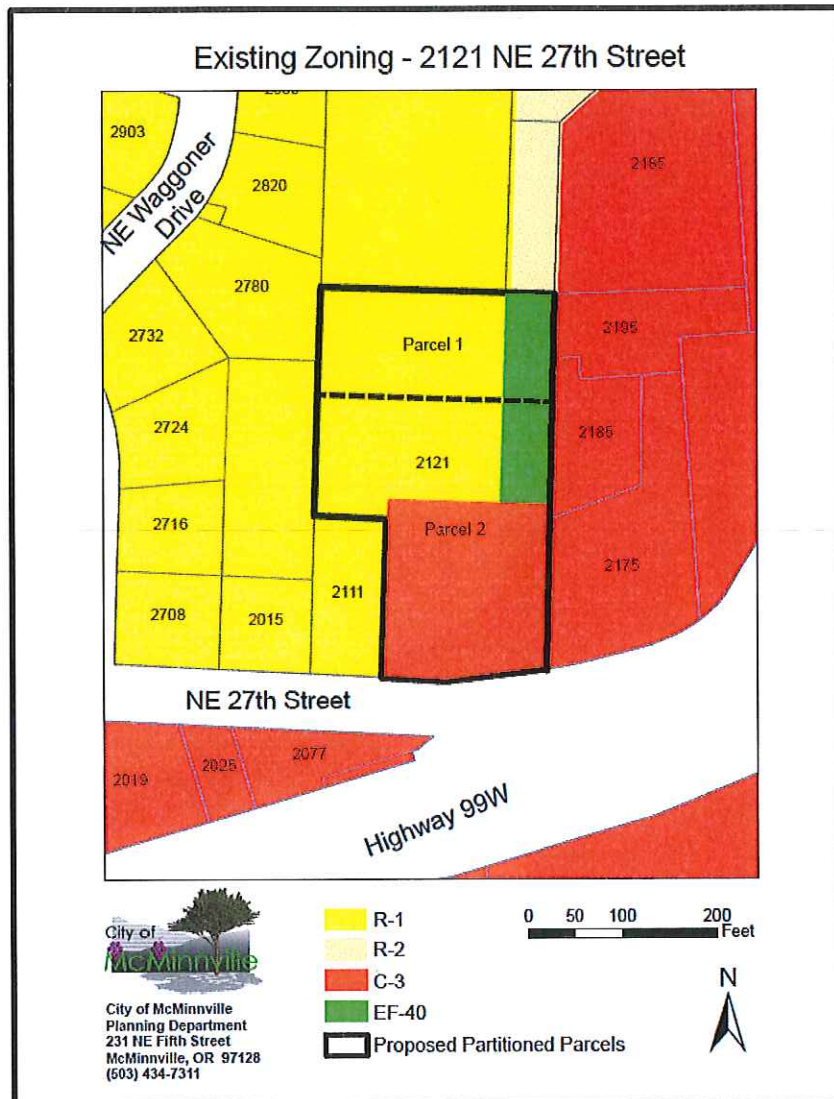 Existing Zoning - 2121 NE 27th Street
2903
NE Waggoner
Drive
2820
2185
2780
2195
2732
Parcel 1
2724
2185
2121
2716
Parcel 2
2175
2111
2708
2015
NE 27th Street
2019
2025
2077
Highway 99W
City of
McMinnville
City of McMinnville
Planning Department
231 NE Fifth Street
McMinnville, OR 97128
(503) 434-7311
R-1
R-2
C-3
EF-40
Proposed Partitioned Parcels
0 50 100 200
Feet
N